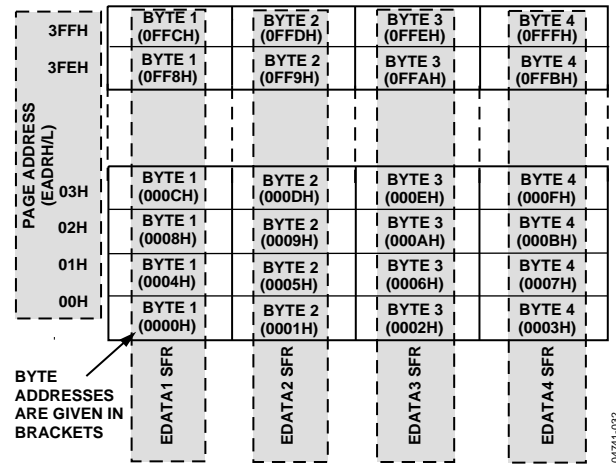 3FFH
BYTE 1 BYTE 2 BYTE 3 BYTE 4
(0FFCH) (0FFDH) (0FFEH) (0FFFH)
3FEH
BYTE 1 BYTE 2 BYTE 3 BYTE 4
(0FF8H) (0FF9H) (0FFAH) (0FFBH)
PAGE ADDRESS
(EADRH/L)
03H
BYTE 1 BYTE 2 BYTE 3 BYTE 4
(000CH) (000DH) (000EH) (000FH)
02H
BYTE 1 BYTE 2 BYTE 3 BYTE 4
(0008H) (0009H) (000AH) (000BH)
01H
BYTE 1 BYTE 2 BYTE 3 BYTE 4
(0004H) (0005H) (0006H) (0007H)
00H
BYTE 1 BYTE 2 BYTE 3 BYTE 4
(0000H) (0001H) (0002H) (0003H)
BYTE
ADDRESSES
ARE GIVEN IN
BRACKETS
EDATA1 SFR
EDATA2 SFR
EDATA3 SFR
EDATA4 SFR
04741-032